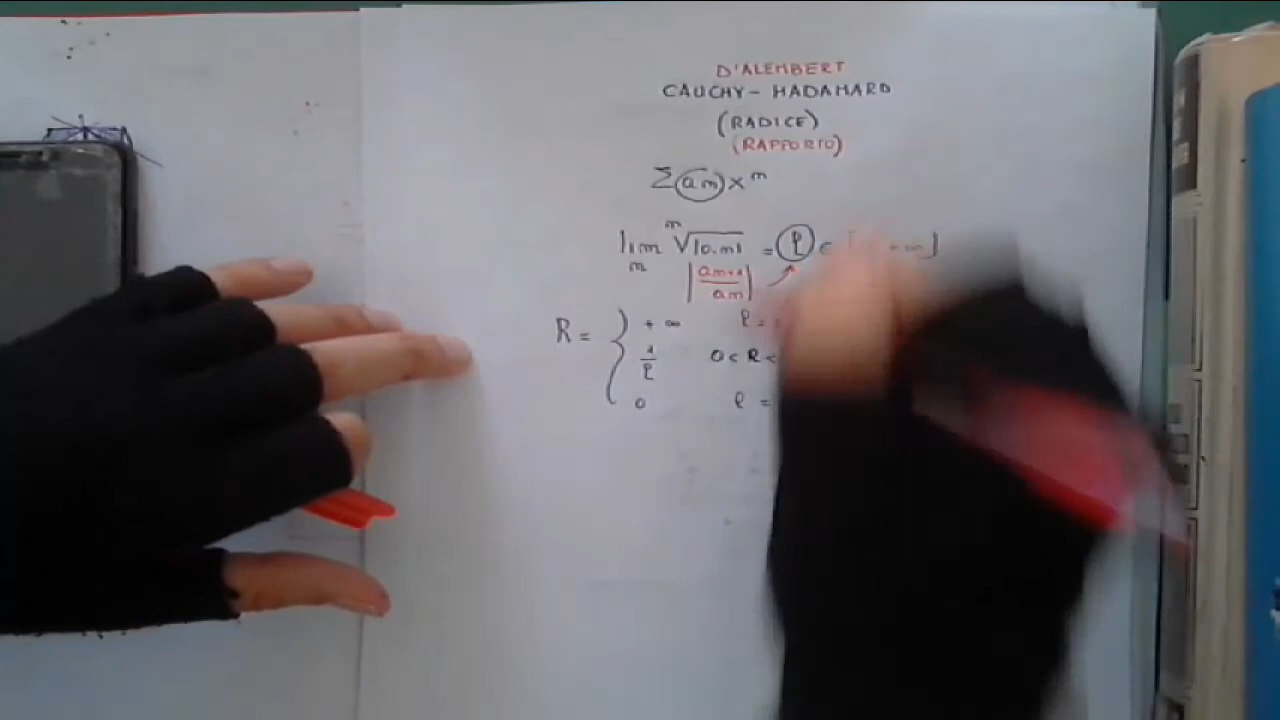 D'ALEMBERT
CAUCHY - HADAMARD
(RADICE)
(RAPPORTO)
Σ (am) x^m
lim m √|am| = ℓ ∈ [
m
|am+1 / am|
R = { +∞ ℓ =
1/ℓ 0 < R <
0 ℓ =